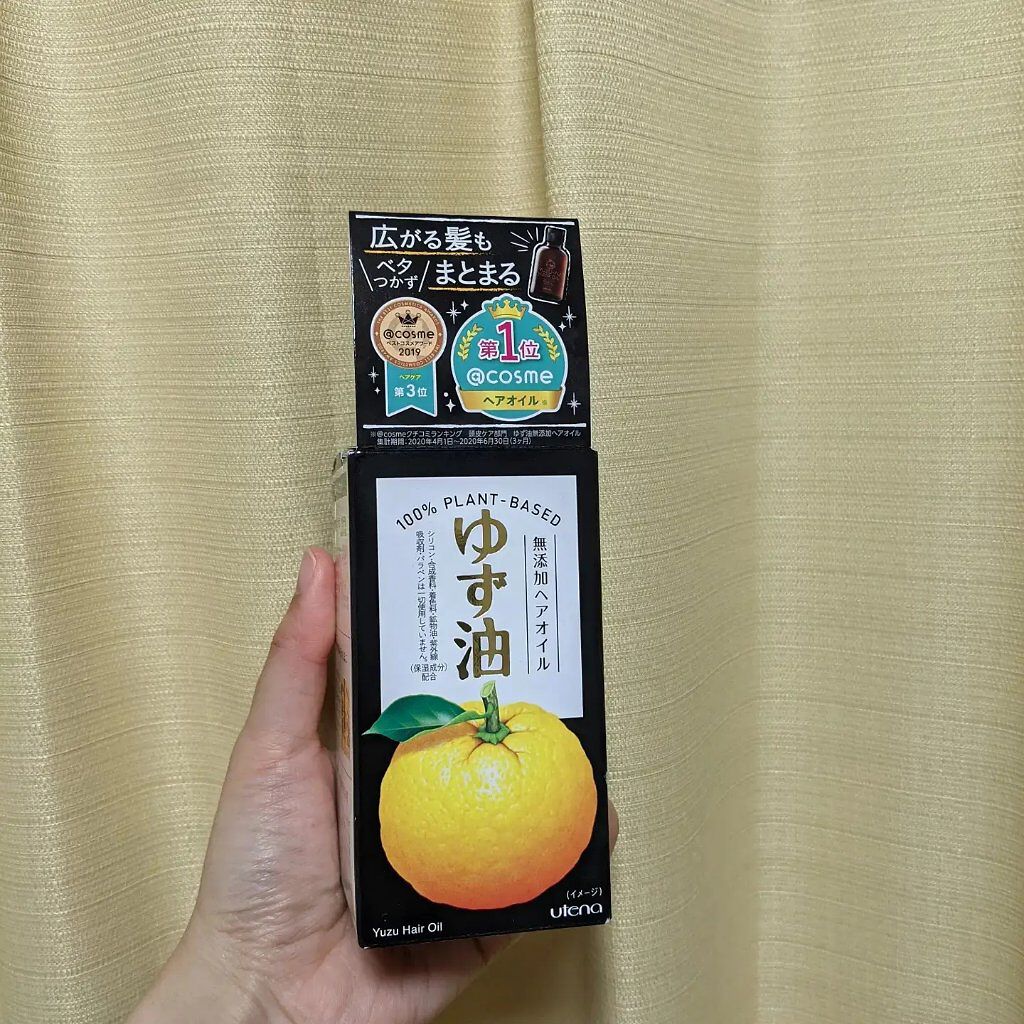 広がる髪も
ベタ
つかず
まとまる
@cosme
ベストコスメアワード
2019
ヘアケア
第3位
第1位
@cosme
ヘアオイル ※
※@cosmeクチコミランキング 頭皮ケア部門 ゆず油無添加ヘアオイル
集計期間:2020年4月1日~2020年6月30日(3ヶ月)
100% PLANT-BASED
無添加ヘアオイル
ゆず油
シリコン・合成香料・着色料・鉱物油・紫外線
吸収剤・パラベンは一切使用していません。
(保湿成分)
配合
(イメージ)
utena
Yuzu Hair Oil